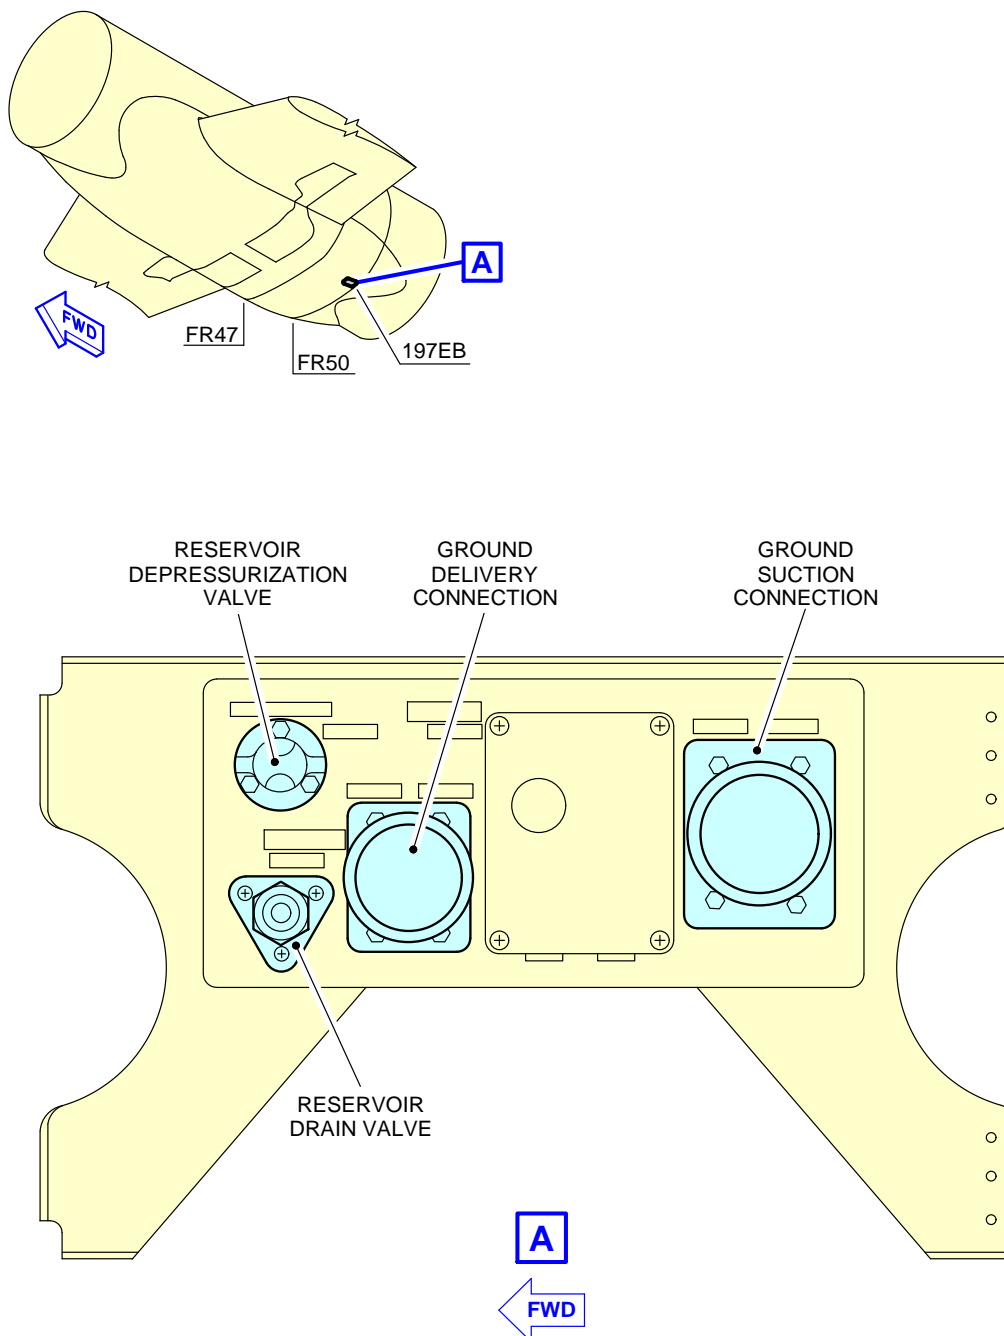 A
FWD
FR47
FR50
197EB
RESERVOIR
DEPRESSURIZATION
VALVE
GROUND
DELIVERY
CONNECTION
GROUND
SUCTION
CONNECTION
RESERVOIR
DRAIN VALVE
A
FWD